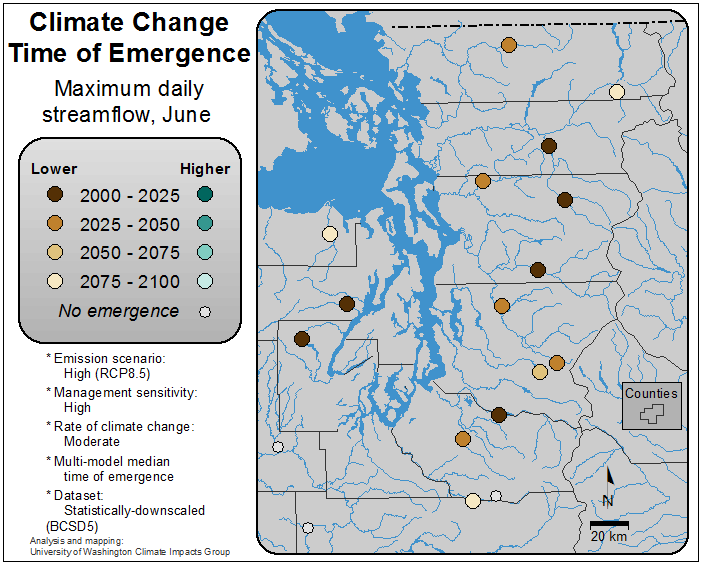 Climate Change
Time of Emergence
Maximum daily
streamflow, June
Lower Higher
2000 - 2025
2025 - 2050
2050 - 2075
2075 - 2100
No emergence
* Emission scenario:
High (RCP8.5)
* Management sensitivity:
High
* Rate of climate change:
Moderate
* Multi-model median
time of emergence
* Dataset:
Statistically-downscaled
(BCSD5)
Analysis and mapping:
University of Washington Climate Impacts Group
Counties
N
20 km